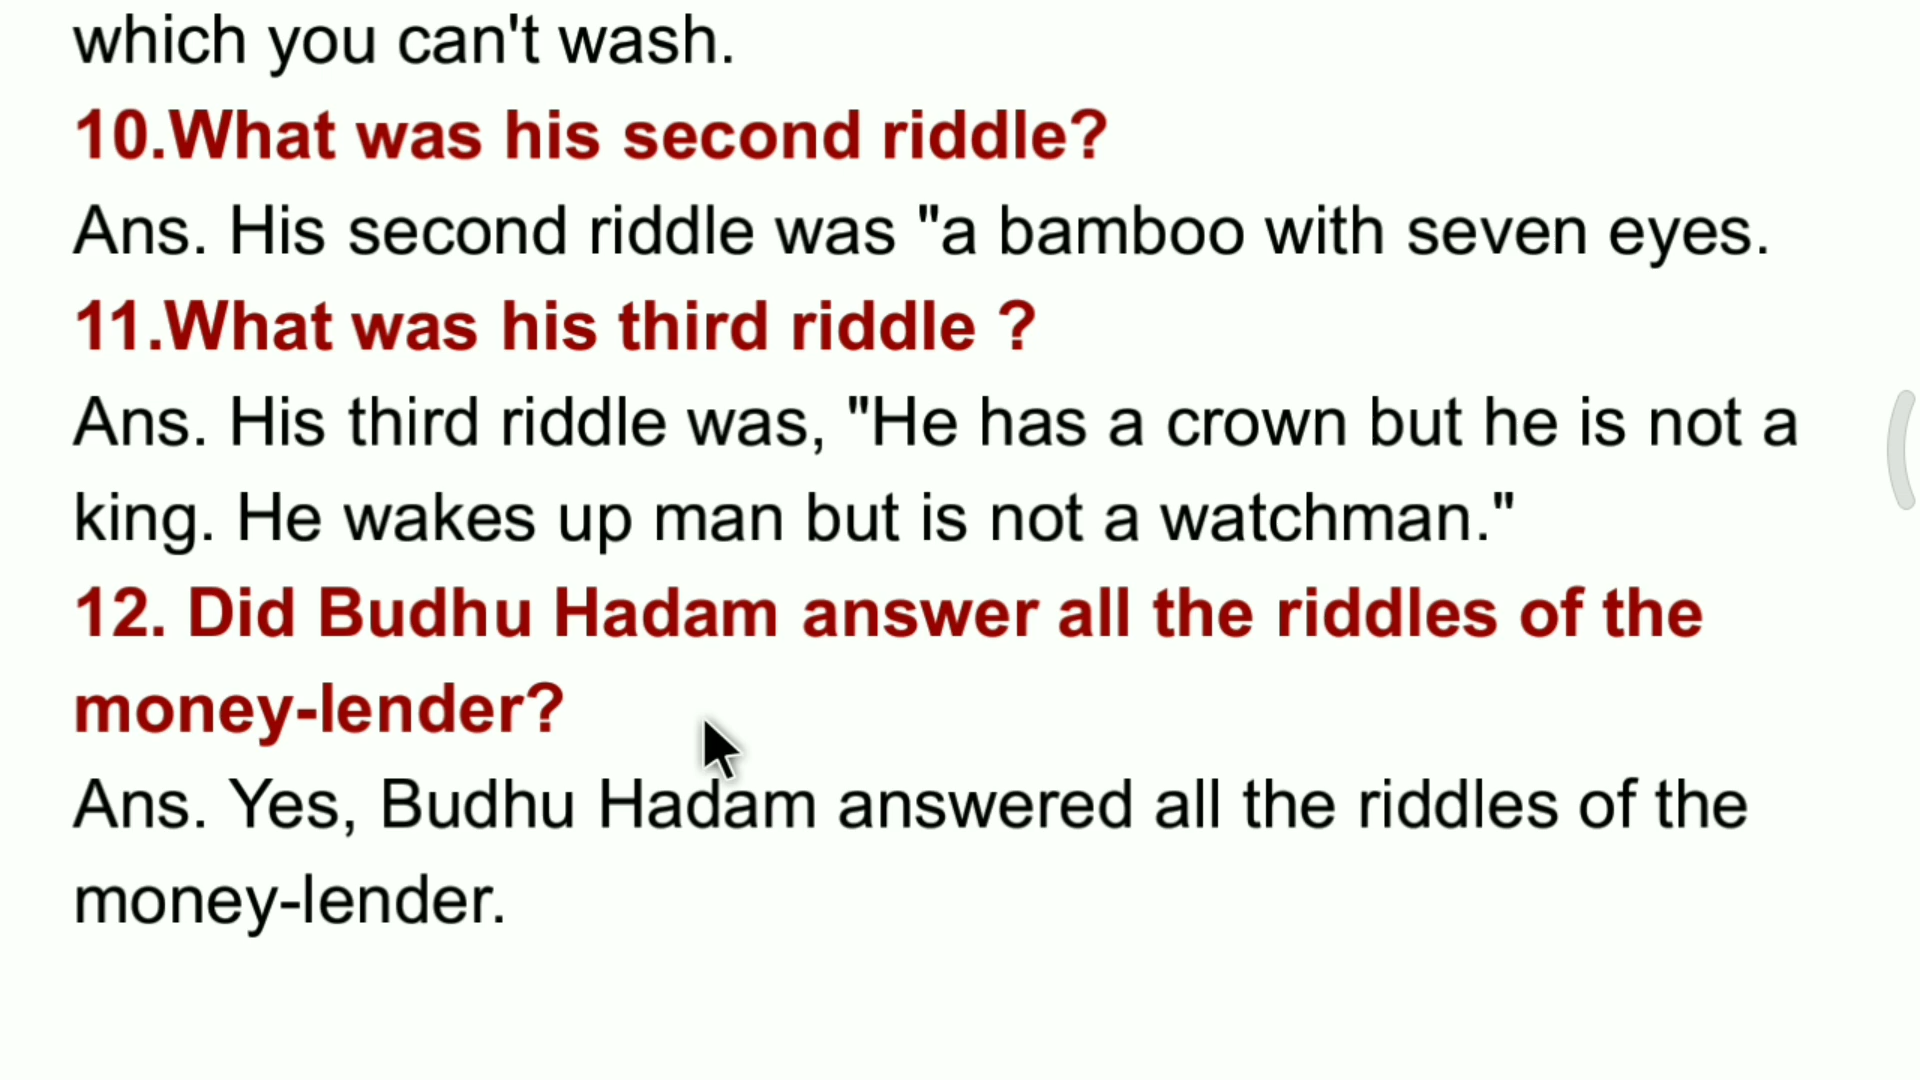 which you can't wash.
10.What was his second riddle?
Ans. His second riddle was "a bamboo with seven eyes.
11.What was his third riddle ?
Ans. His third riddle was, "He has a crown but he is not a
king. He wakes up man but is not a watchman."
12. Did Budhu Hadam answer all the riddles of the
money-lender?
Ans. Yes, Budhu Hadam answered all the riddles of the
money-lender.